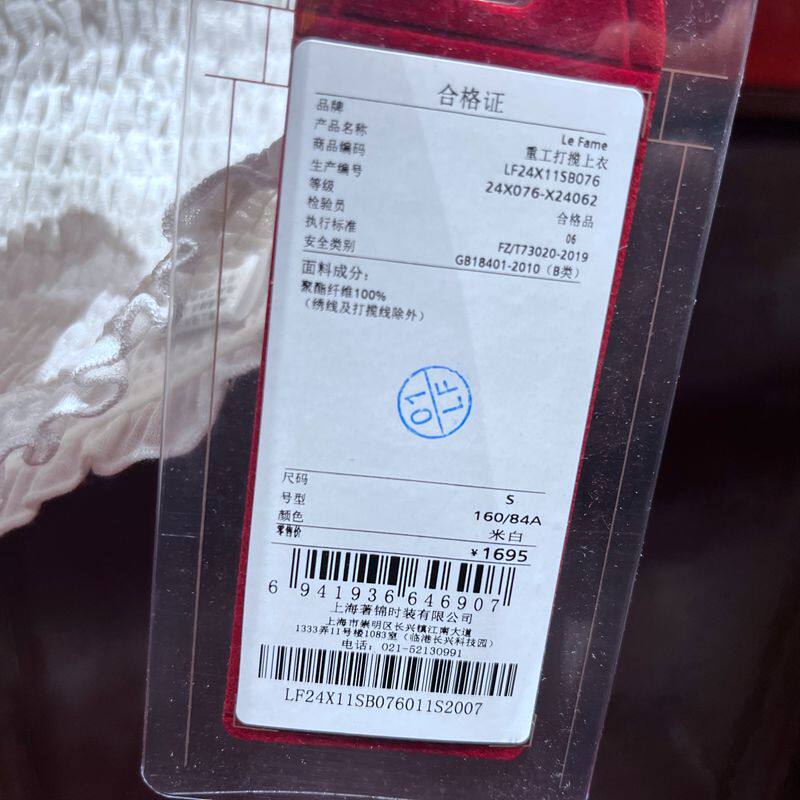 合格证
品牌 Le Fame
产品名称 重工打揽上衣
商品编码 LF24X11SB076
生产编号 24X076-X24062
等级 合格品
检验员 06
执行标准 FZ/T73020-2019
安全类别 GB18401-2010（B类）
面料成分：
聚酯纤维100%
（绣线及打揽线除外）
01 LF
尺码 S
号型 160/84A
颜色 米白
零售价 ¥1695
6 941936 646907
上海著锦时装有限公司
上海市崇明区长兴镇江南大道
1333弄11号楼1083室（临港长兴科技园）
电话：021-52130991
LF24X11SB076011S2007